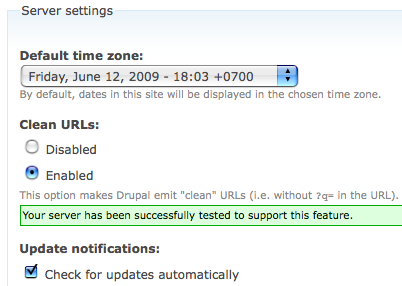 Server settings
Default time zone:
Friday, June 12, 2009 - 18:03 +0700
By default, dates in this site will be displayed in the chosen time zone.
Clean URLs:
Disabled
Enabled
This option makes Drupal emit "clean" URLs (i.e. without ?q= in the URL).
Your server has been successfully tested to support this feature.
Update notifications:
Check for updates automatically